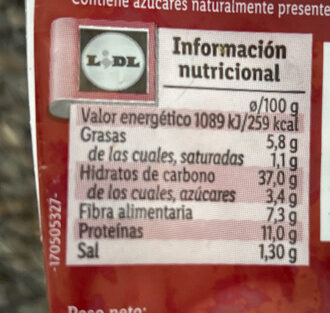 Contiene azúcares naturalmente presente
LIDL
Información
nutricional
ø/100 g
Valor energético 1089 kJ/259 kcal
Grasas 5,8 g
de las cuales, saturadas 1,1 g
Hidratos de carbono 37,0 g
de los cuales, azúcares 3,4 g
Fibra alimentaria 7,3 g
Proteínas 11,0 g
Sal 1,30 g
-170505327-
Peso neto: